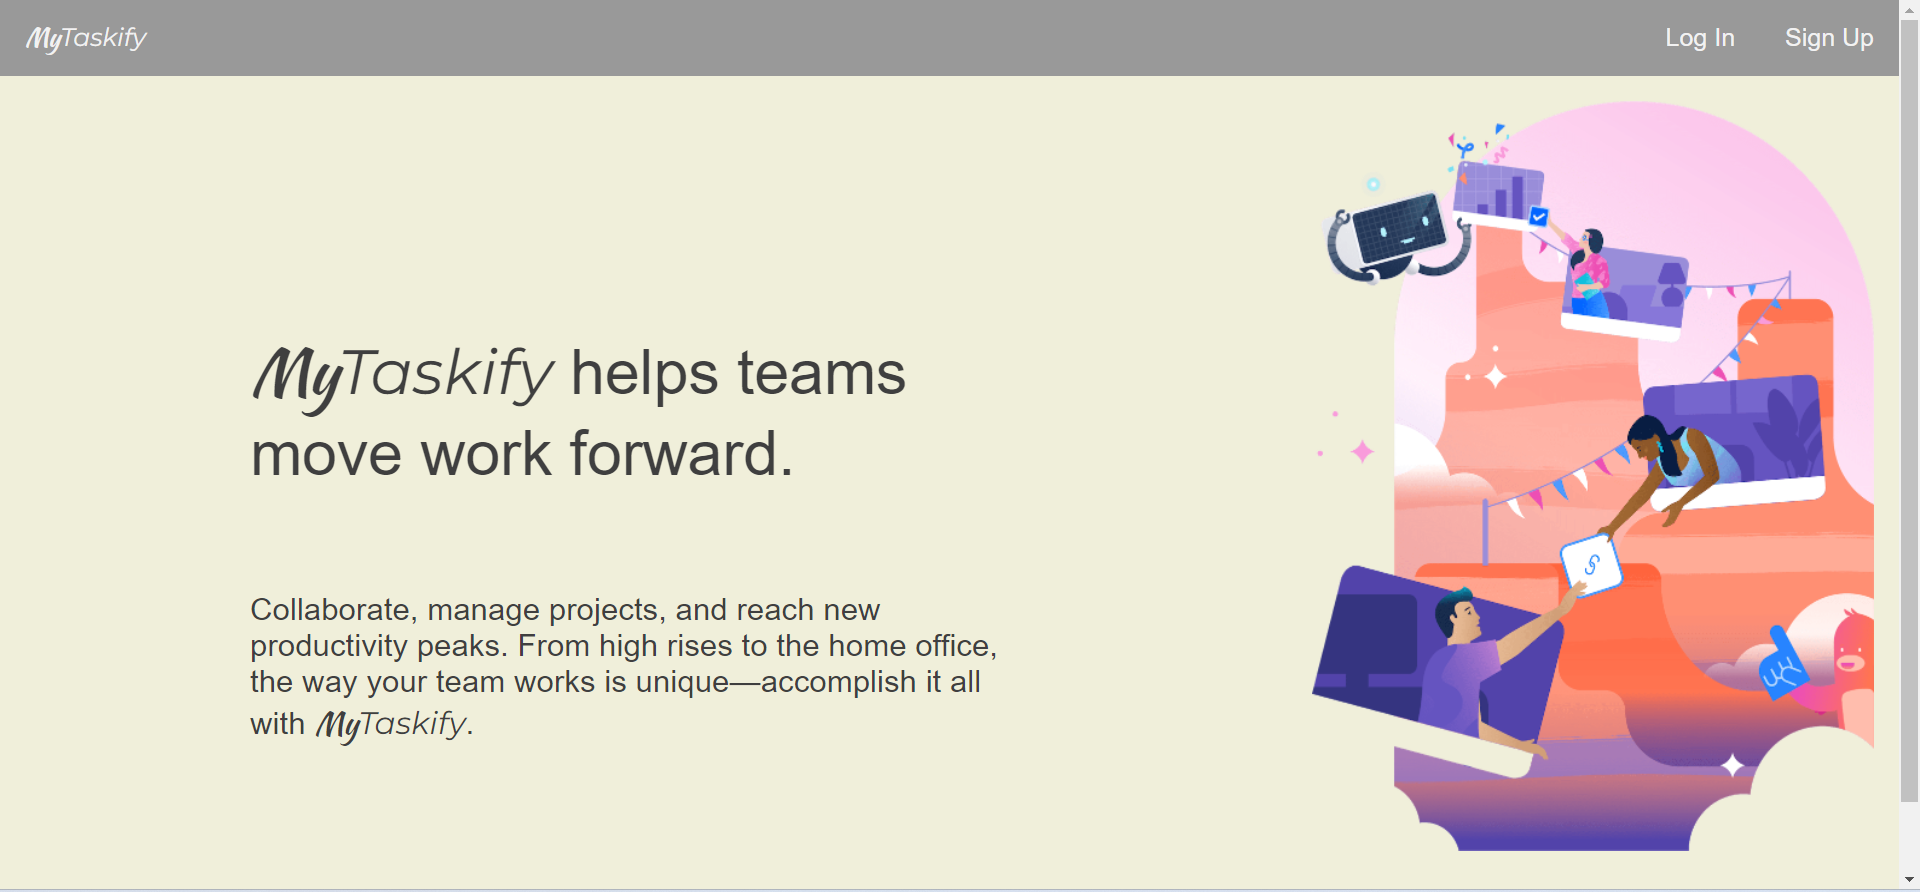 MyTaskify
Log In
Sign Up
MyTaskify helps teams
move work forward.
Collaborate, manage projects, and reach new
productivity peaks. From high rises to the home office,
the way your team works is unique—accomplish it all
with MyTaskify.